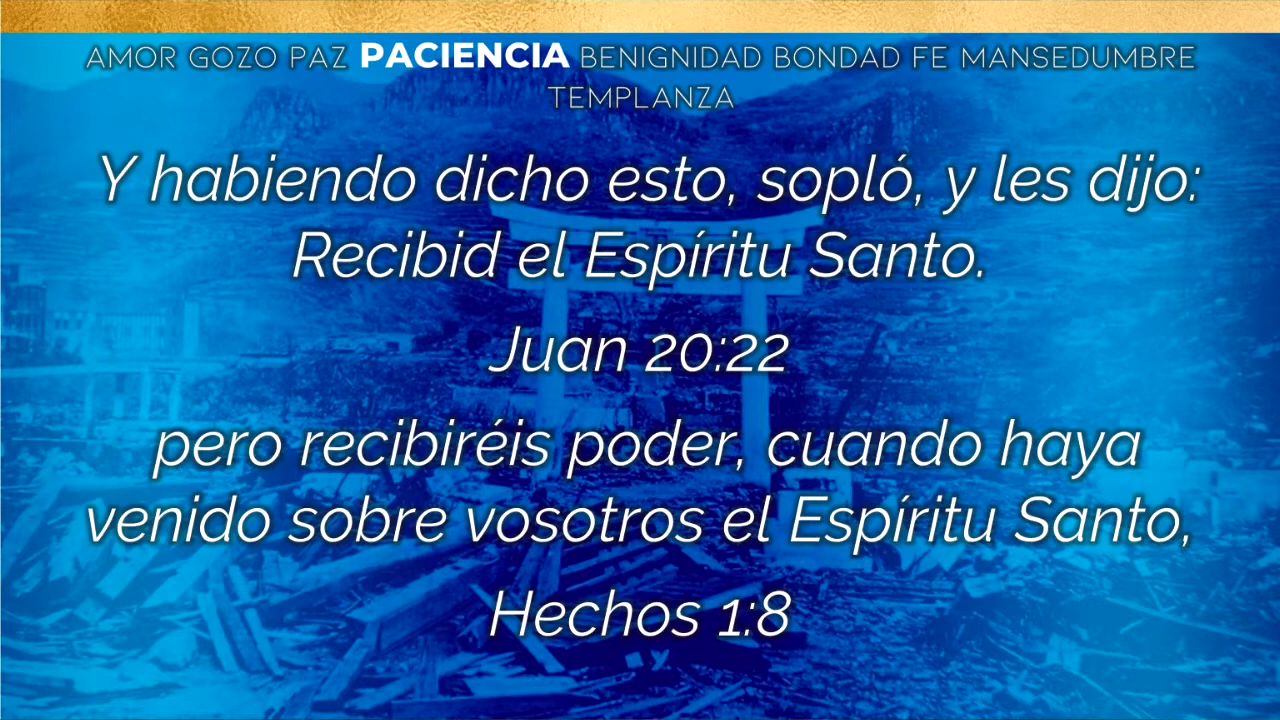 AMOR GOZO PAZ PACIENCIA BENIGNIDAD BONDAD FE MANSEDUMBRE
TEMPLANZA
Y habiendo dicho esto, sopló, y les dijo:
Recibid el Espíritu Santo.
Juan 20:22
pero recibiréis poder, cuando haya
venido sobre vosotros el Espíritu Santo,
Hechos 1:8